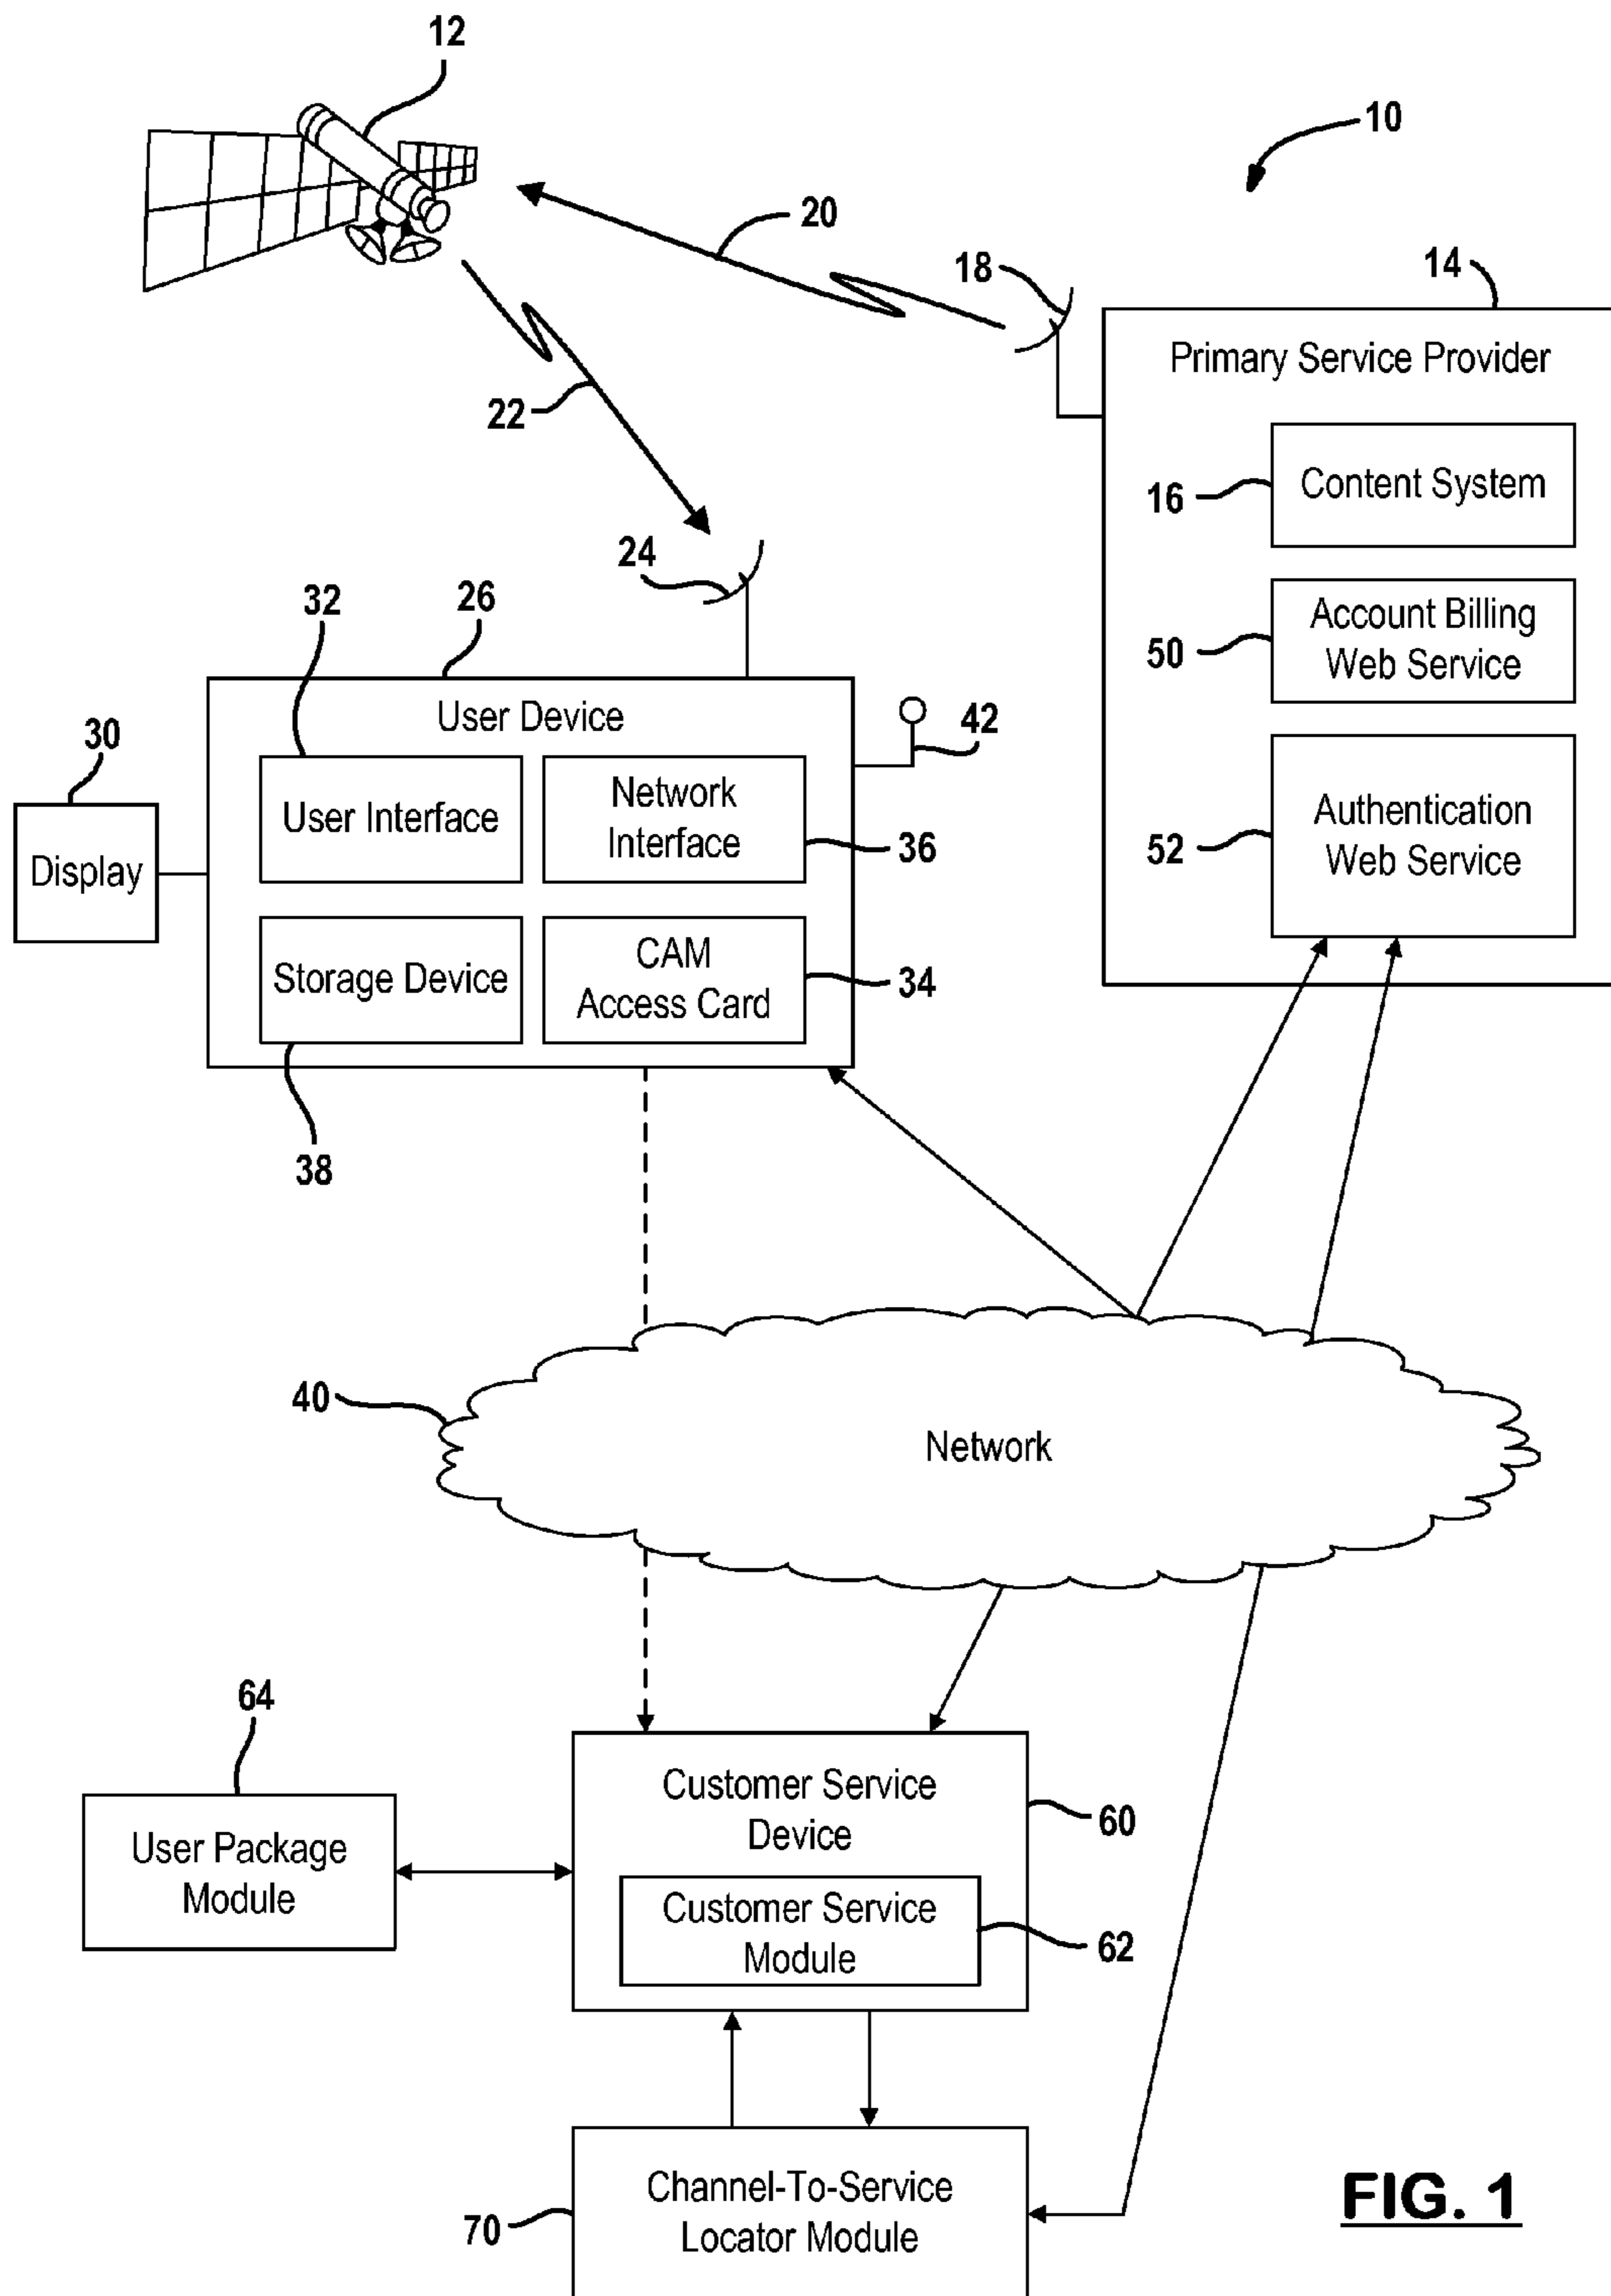 12
10
20
18
14
Primary Service Provider
22
16
Content System
24
32
26
Account Billing
Web Service
50
User Device
42
30
User Interface
Network
Interface
36
Authentication
Web Service
52
Display
Storage Device
CAM
Access Card
34
38
40
Network
64
Customer Service
Device
60
User Package
Module
Customer Service
Module
62
Channel-To-Service
Locator Module
70
FIG. 1